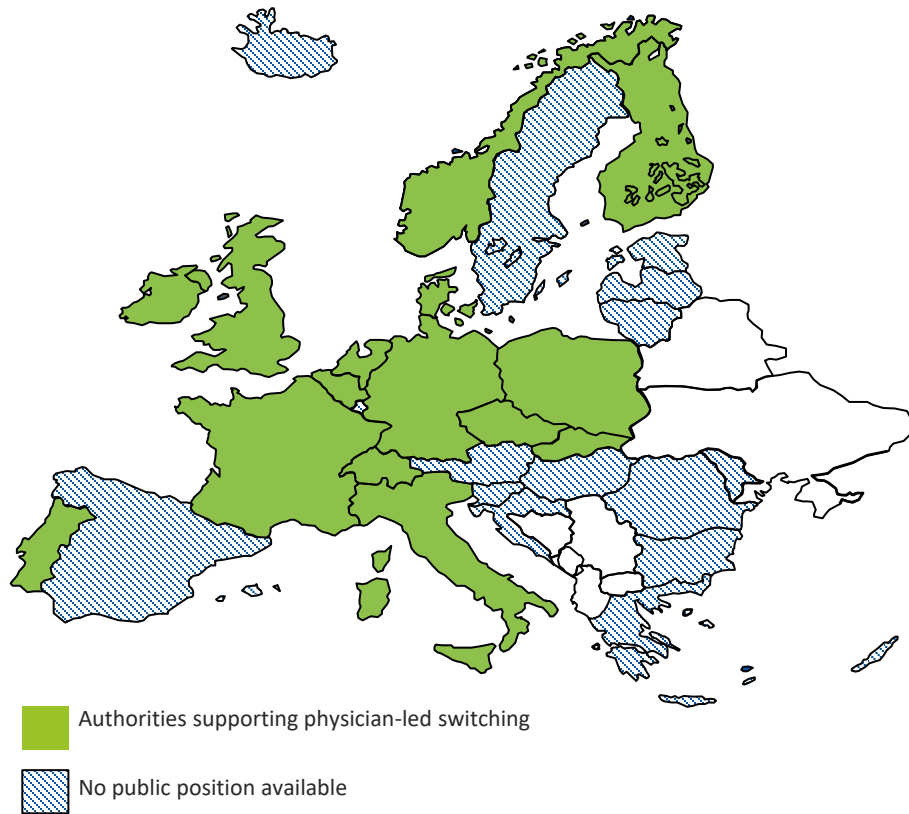 Authorities supporting physician-led switching
No public position available